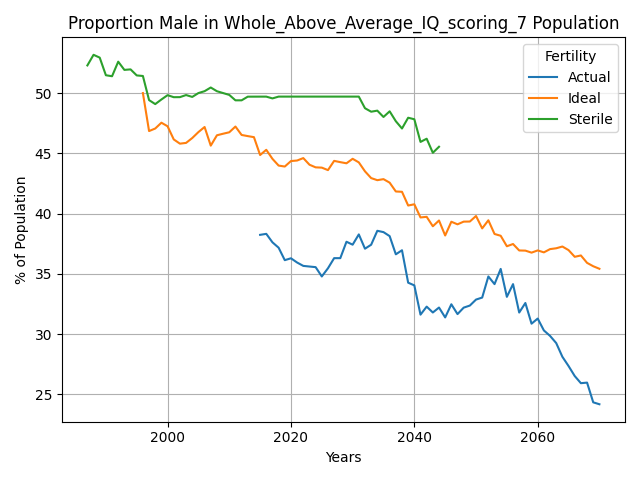 Proportion Male in Whole_Above_Average_IQ_scoring_7 Population
% of Population
50
45
40
35
30
25
Fertility
Actual
Ideal
Sterile
2000
2020
2040
2060
Years